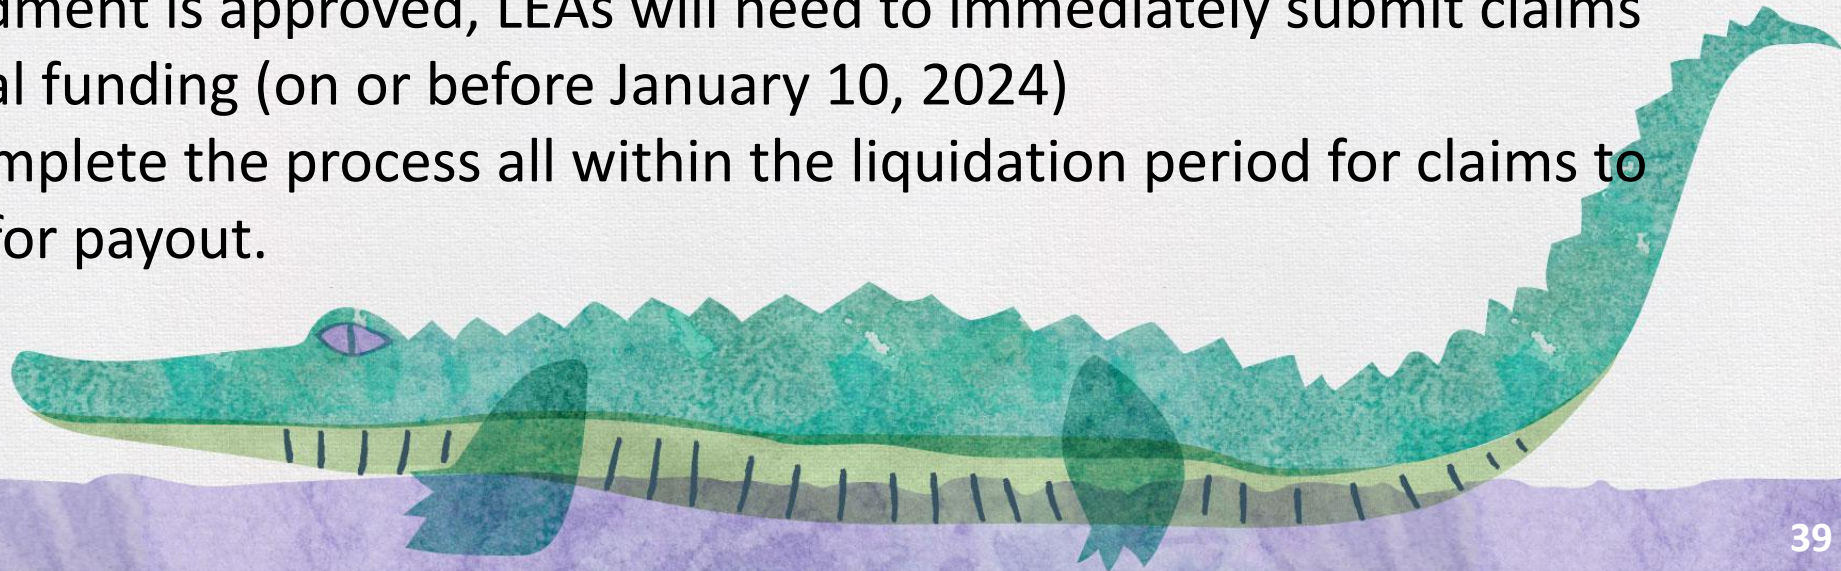 dment is approved, LEAs will need to immediately submit claims
al funding (on or before January 10, 2024)
mplete the process all within the liquidation period for claims to
for payout.
39